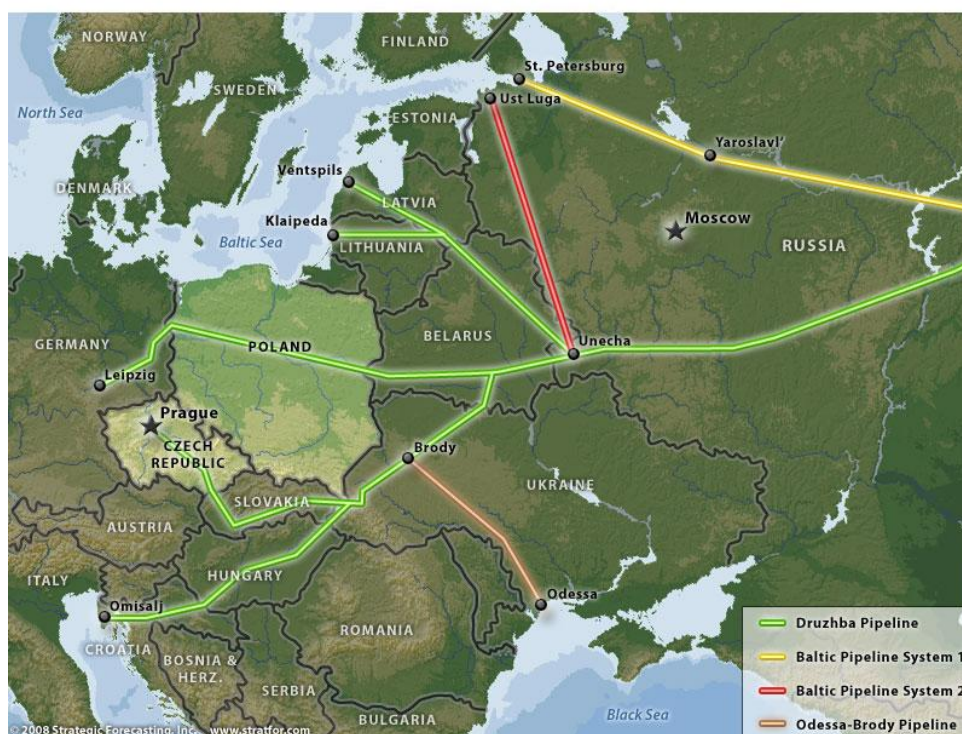 NORWAY
FINLAND
St. Petersburg
North Sea
SWEDEN
Ust Luga
ESTONIA
Yaroslavl'
Ventspils
DENMARK
LATVIA
Klaipeda
Moscow
Baltic Sea
LITHUANIA
RUSSIA
BELARUS
Unecha
GERMANY
POLAND
Leipzig
Prague
CZECH
REPUBLIC
Brody
SLOVAKIA
UKRAINE
AUSTRIA
ITALY
HUNGARY
Omisalj
Odessa
CROATIA
ROMANIA
BOSNIA &
HERZ.
SERBIA
BULGARIA
Black Sea
Druzhba Pipeline
Baltic Pipeline System 1
Baltic Pipeline System 2
Odessa-Brody Pipeline
© 2008 Strategic Forecasting, Inc. www.stratfor.com